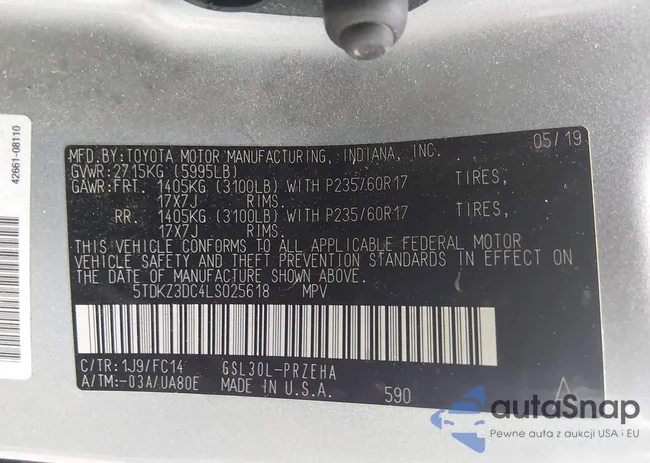 42661-08110
MFD.BY: TOYOTA MOTOR MANUFACTURING, INDIANA, INC. 05/19
GVWR: 2715KG (5995LB)
GAWR: FRT. 1405KG (3100LB) WITH P235/60R17 TIRES,
17X7J RIMS.
RR. 1405KG (3100LB) WITH P235/60R17 TIRES,
17X7J RIMS.
THIS VEHICLE CONFORMS TO ALL APPLICABLE FEDERAL MOTOR
VEHICLE SAFETY AND THEFT PREVENTION STANDARDS IN EFFECT ON
THE DATE OF MANUFACTURE SHOWN ABOVE.
5TDKZ3DC4LS025618 MPV
C/TR: 1J9/FC14 GSL30L-PRZEHA
A/TM: -03A/UA80E MADE IN U.S.A. 590
autaSnap
Pewne auta z aukcji USA i EU